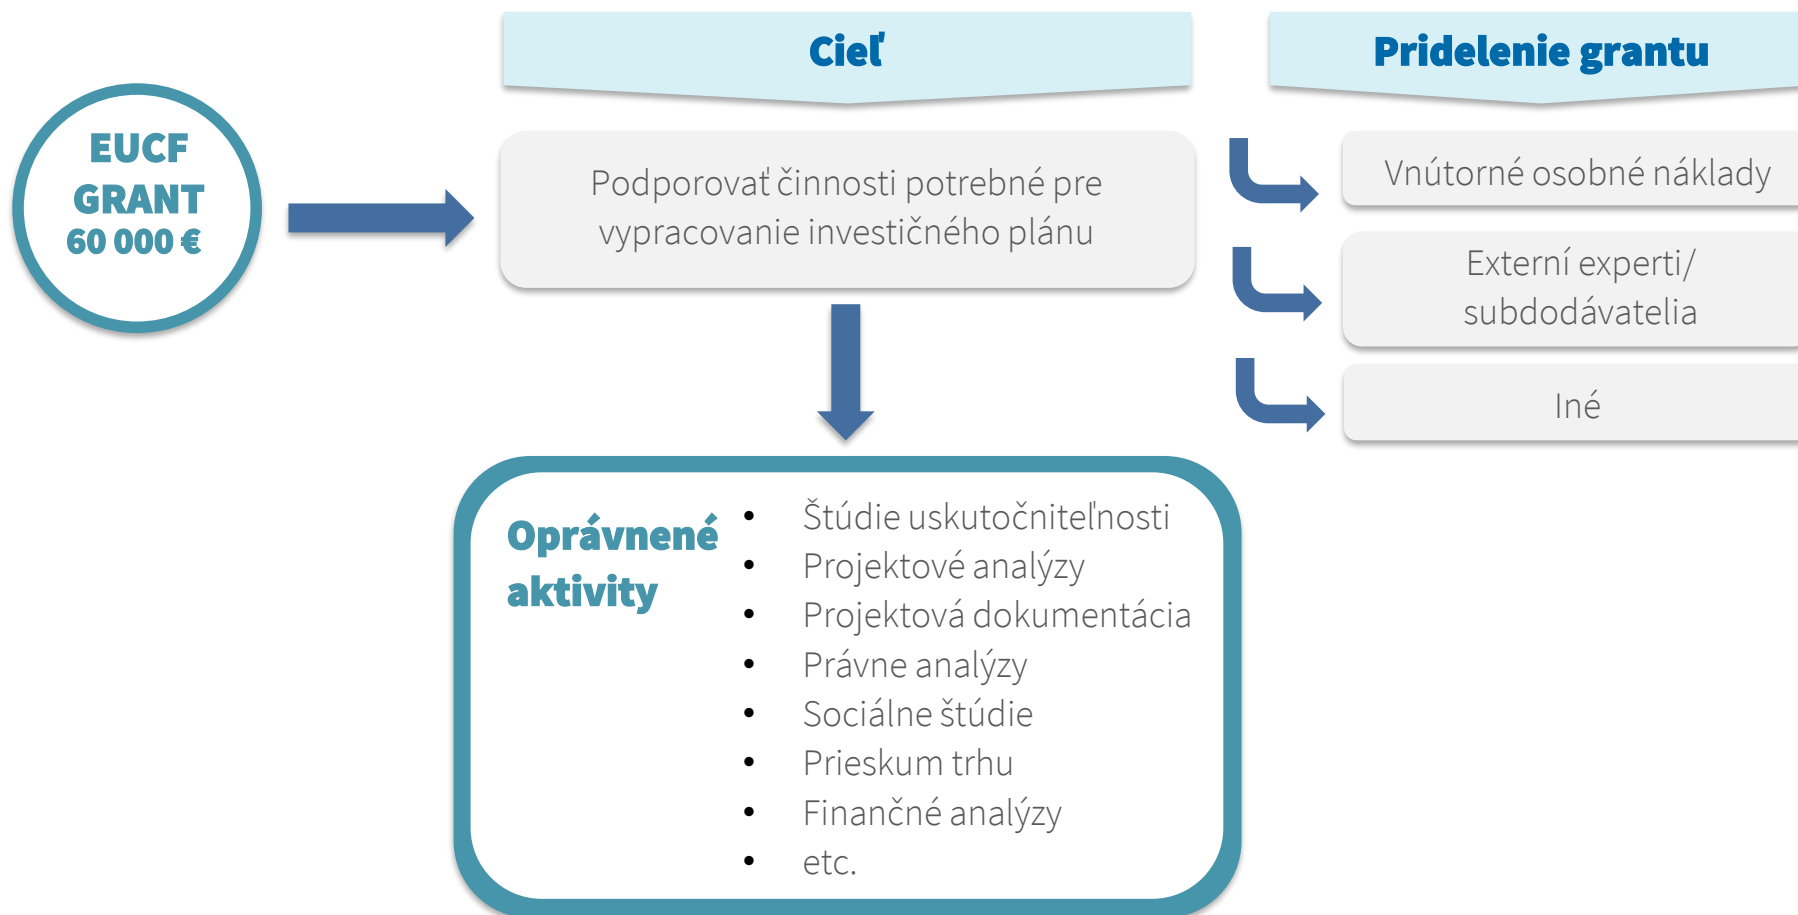 EUCF
GRANT
60 000 €
Cieľ
Podporovať činnosti potrebné pre
vypracovanie investičného plánu
Pridelenie grantu
Vnútorné osobné náklady
Externí experti/
subdodávatelia
Iné
Oprávnené
aktivity
• Štúdie uskutočniteľnosti
• Projektové analýzy
• Projektová dokumentácia
• Právne analýzy
• Sociálne štúdie
• Prieskum trhu
• Finančné analýzy
• etc.